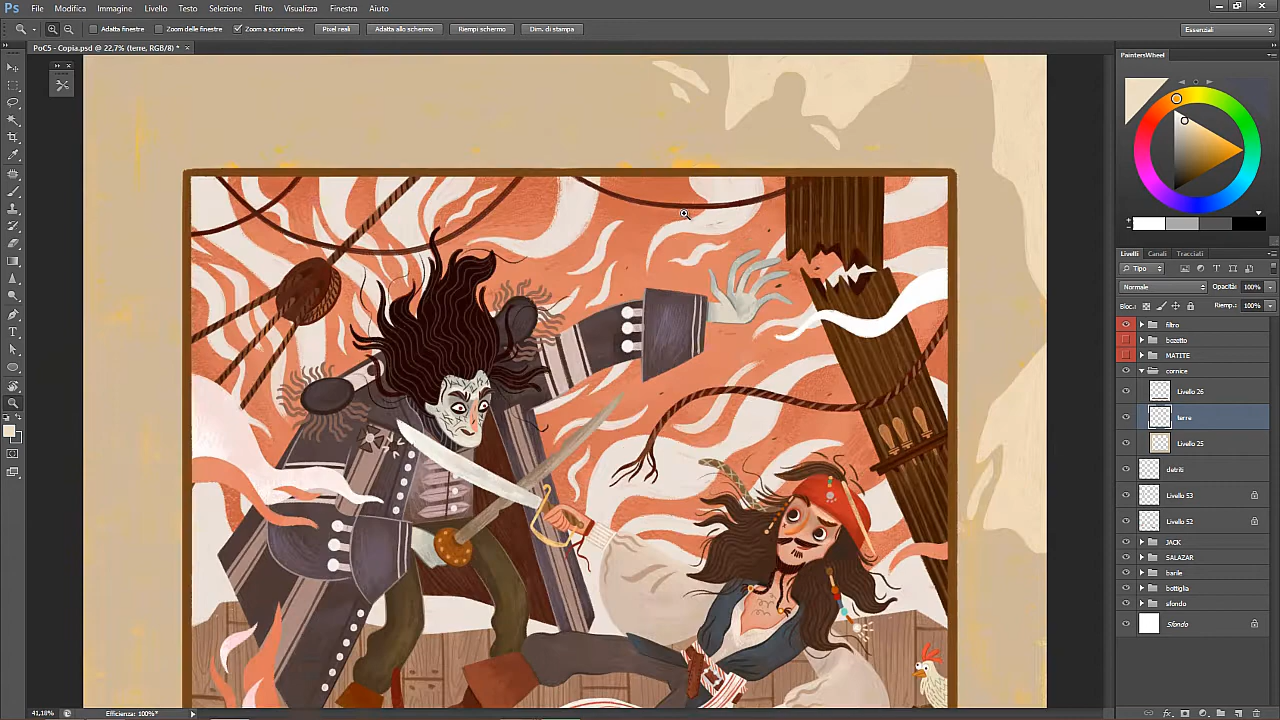 Ps File Modifica Immagine Livello Testo Selezione Filtro Visualizza Finestra Aiuto
Adatta finestre Zoom delle finestre Zoom a scorrimento Pixel reali Adatta allo schermo Riempi schermo Dim. di stampa Essenziali
PoC5 - Copia.psd @ 22,7% (terre, RGB/8) *
PaintersWheel
Livelli Canali Tracciati
Tipo
Normale Opacità: 100%
Bloc.: Riemp.: 100%
filtro
bozetto
MATITE
cornice
Livello 26
terre
Livello 25
detriti
Livello 53
Livello 52
JACK
SALAZAR
barile
bottiglia
sfondo
Sfondo
41,18% Efficienza: 100%*